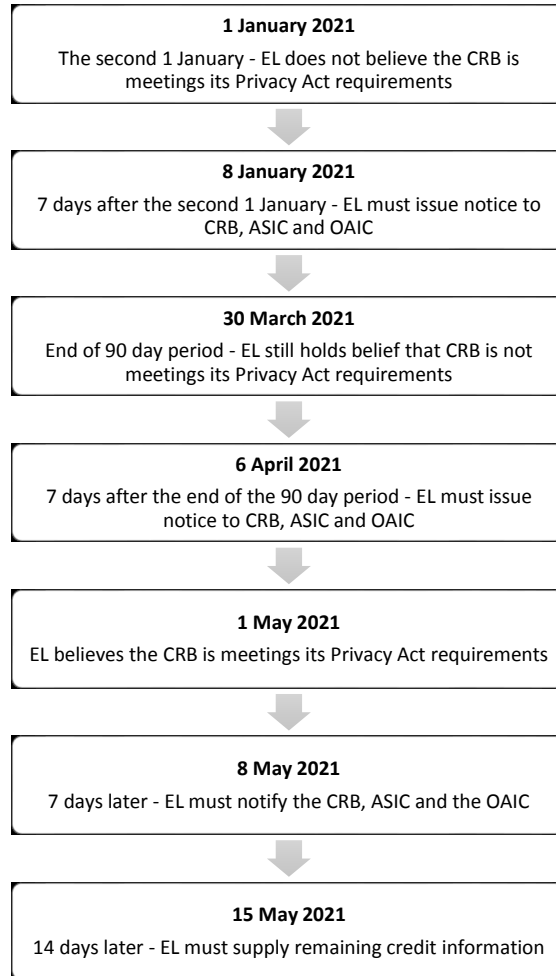 1 January 2021
The second 1 January - EL does not believe the CRB is
meetings its Privacy Act requirements
8 January 2021
7 days after the second 1 January - EL must issue notice to
CRB, ASIC and OAIC
30 March 2021
End of 90 day period - EL still holds belief that CRB is not
meetings its Privacy Act requirements
6 April 2021
7 days after the end of the 90 day period - EL must issue
notice to CRB, ASIC and OAIC
1 May 2021
EL believes the CRB is meetings its Privacy Act requirements
8 May 2021
7 days later - EL must notify the CRB, ASIC and the OAIC
15 May 2021
14 days later - EL must supply remaining credit information